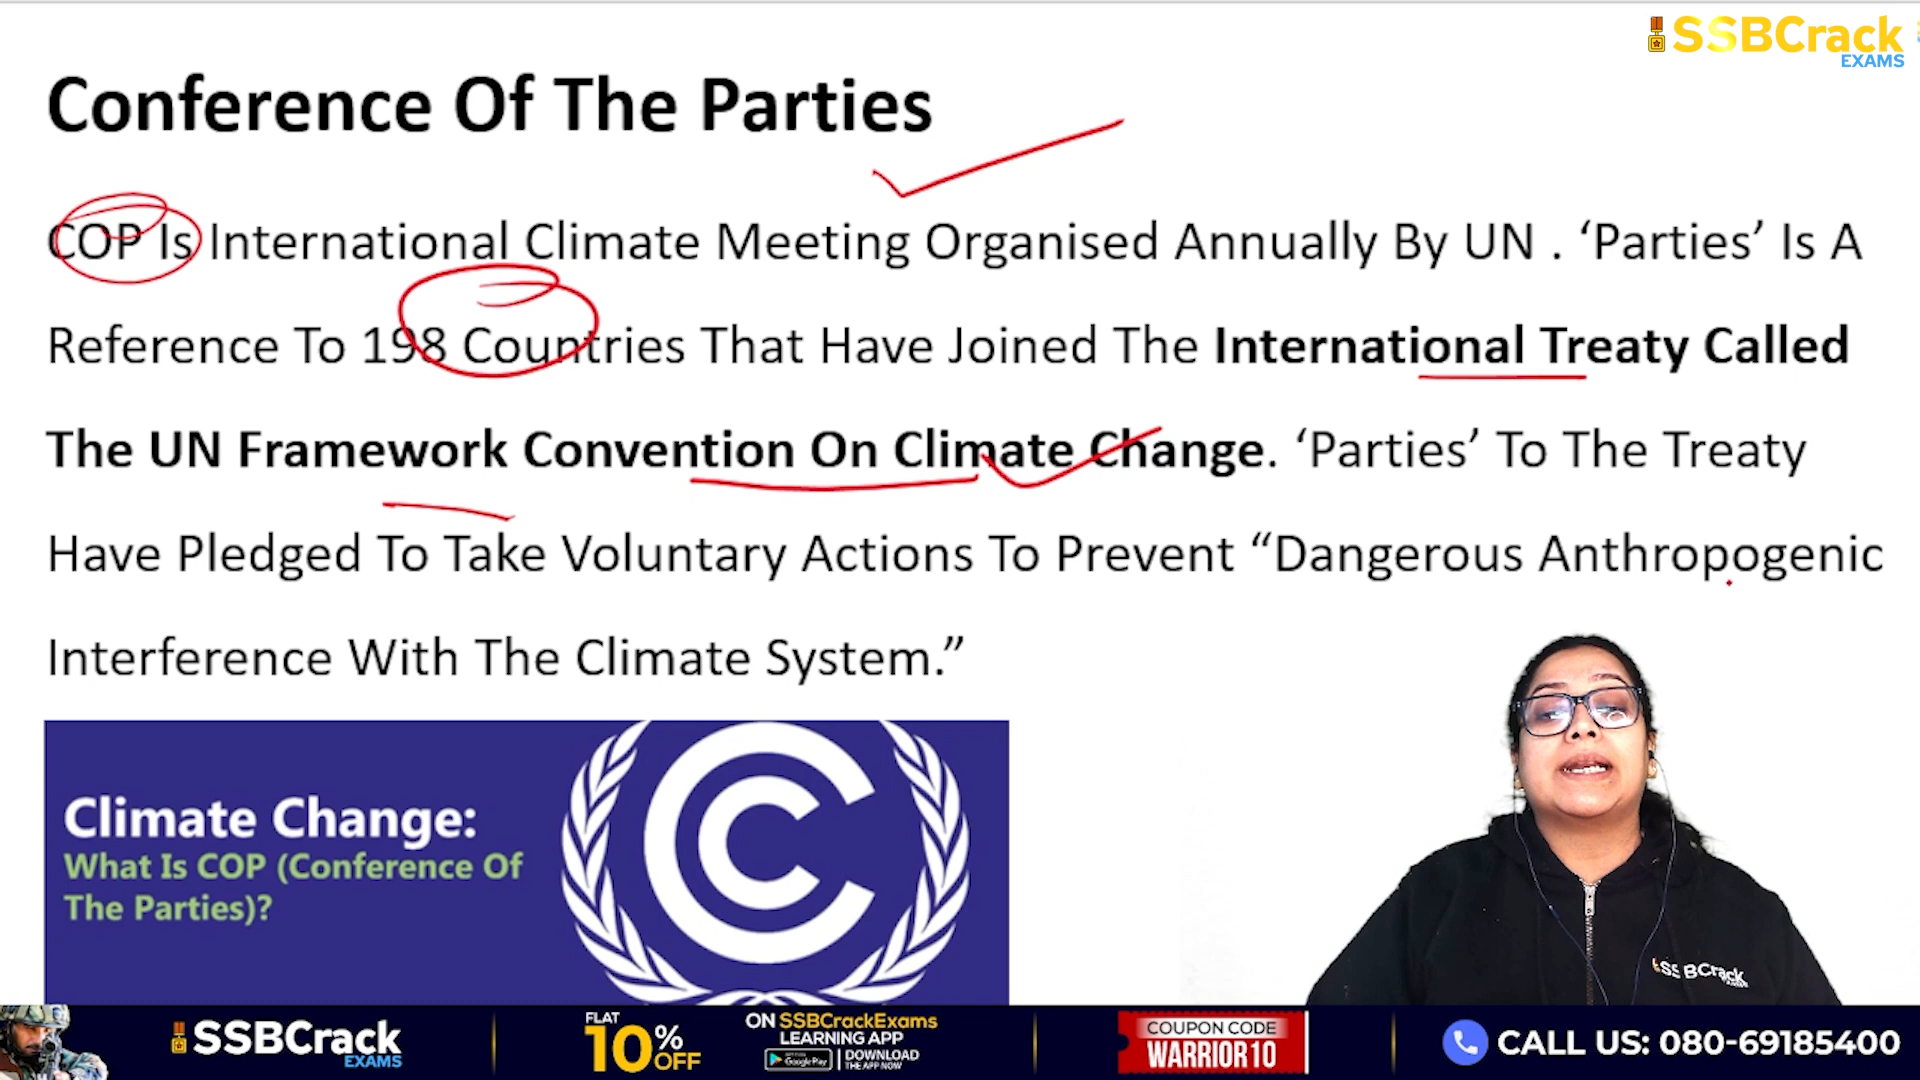 SSBCrack
EXAMS
Conference Of The Parties
COP Is International Climate Meeting Organised Annually By UN . ‘Parties’ Is A
Reference To 198 Countries That Have Joined The International Treaty Called
The UN Framework Convention On Climate Change. ‘Parties’ To The Treaty
Have Pledged To Take Voluntary Actions To Prevent “Dangerous Anthropogenic
Interference With The Climate System.”
Climate Change:
What Is COP (Conference Of
The Parties)?
SSBCrack
SSBCrack
EXAMS
FLAT
10% OFF
ON SSBCrackExams
LEARNING APP
Google Play
DOWNLOAD
THE APP NOW
COUPON CODE
WARRIOR10
CALL US: 080-69185400